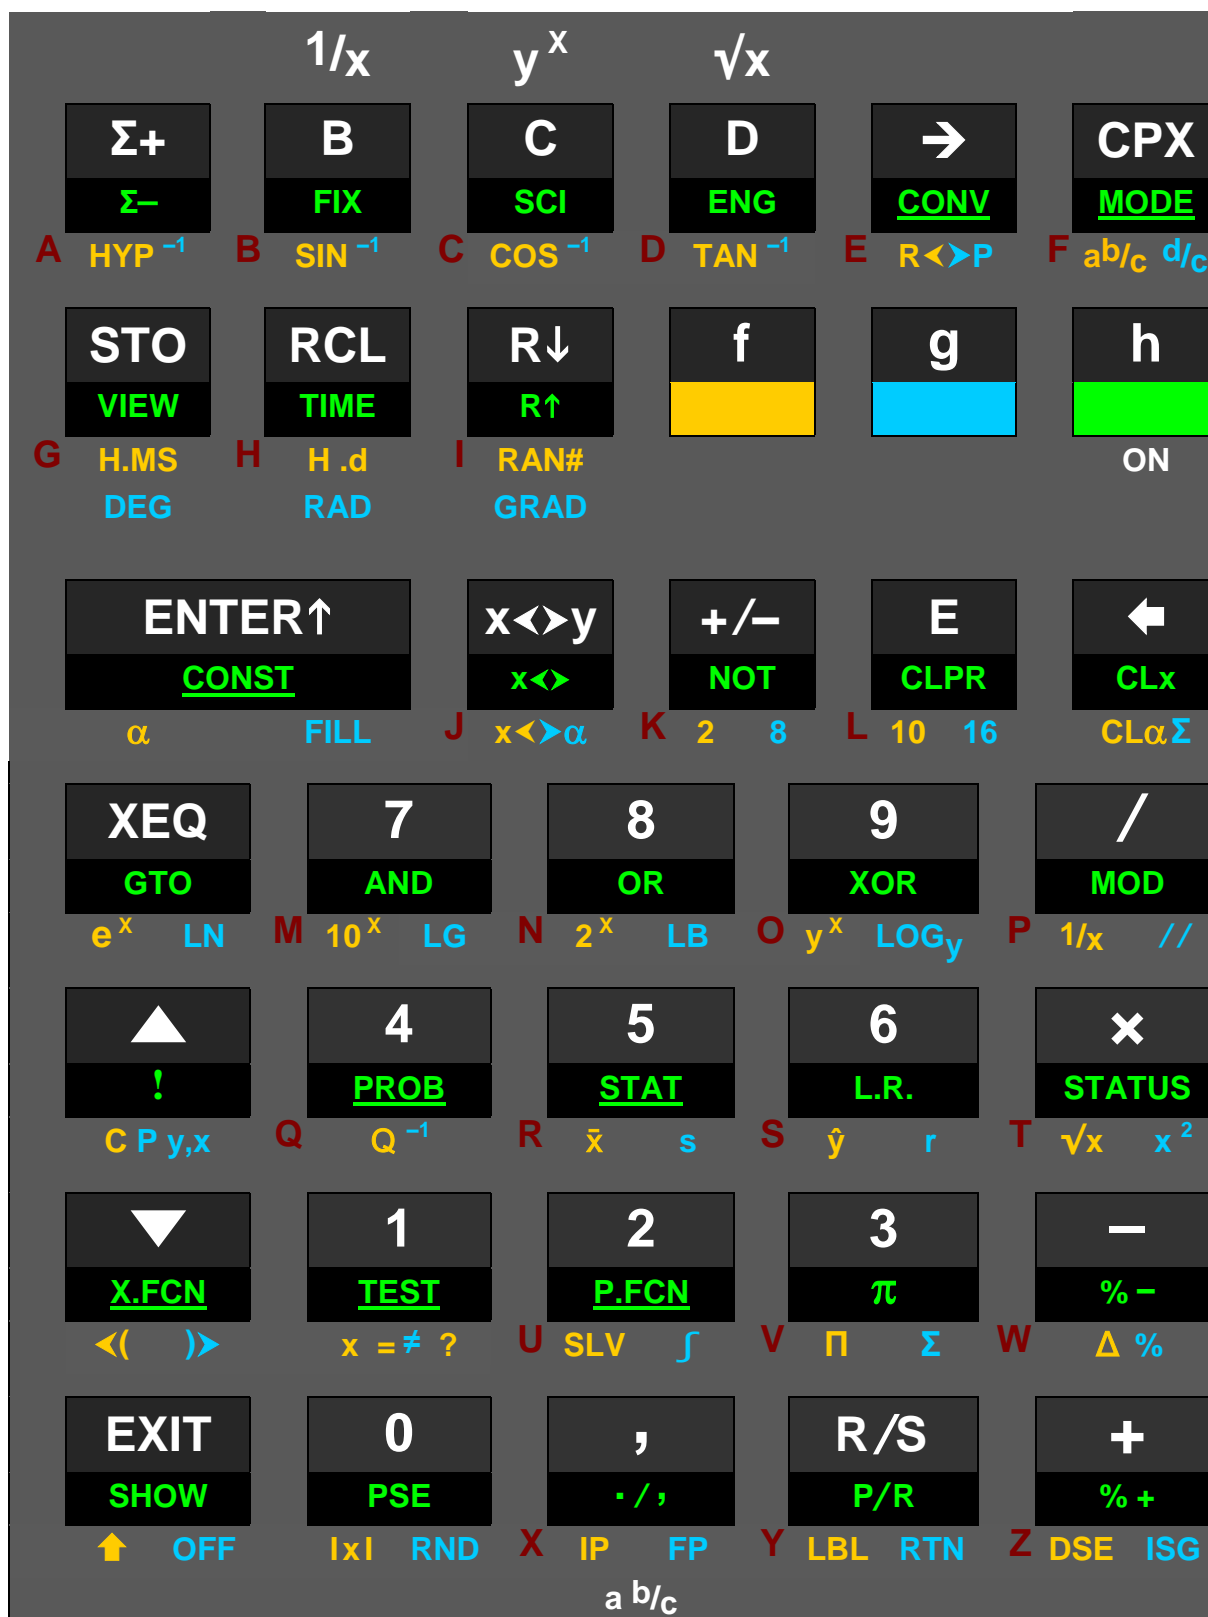 1/x y^x √x
Σ+ B C D → CPX
Σ– FIX SCI ENG CONV MODE
A HYP ⁻¹ B SIN ⁻¹ C COS ⁻¹ D TAN ⁻¹ E R<>P F a b/c d/c
STO RCL R↓ f g h
VIEW TIME R↑
G H.MS H H .d I RAN# ON
DEG RAD GRAD
ENTER↑ x<>y +/− E ←
CONST x<> NOT CLPR CLx
α FILL J x<>α K 2 8 L 10 16 CLα Σ
XEQ 7 8 9 /
GTO AND OR XOR MOD
e^x LN M 10^x LG N 2^x LB O y^x LOGy P 1/x //
▲ 4 5 6 ×
! PROB STAT L.R. STATUS
C P y,x Q Q ⁻¹ R x̄ s S ŷ r T √x x²
▼ 1 2 3 −
X.FCN TEST P.FCN π % −
<( )> x = ≠ ? U SLV ∫ V Π Σ W Δ %
EXIT 0 , R/S +
SHOW PSE . / , P/R % +
↑ OFF I x I RND X IP FP Y LBL RTN Z DSE ISG
a b/c